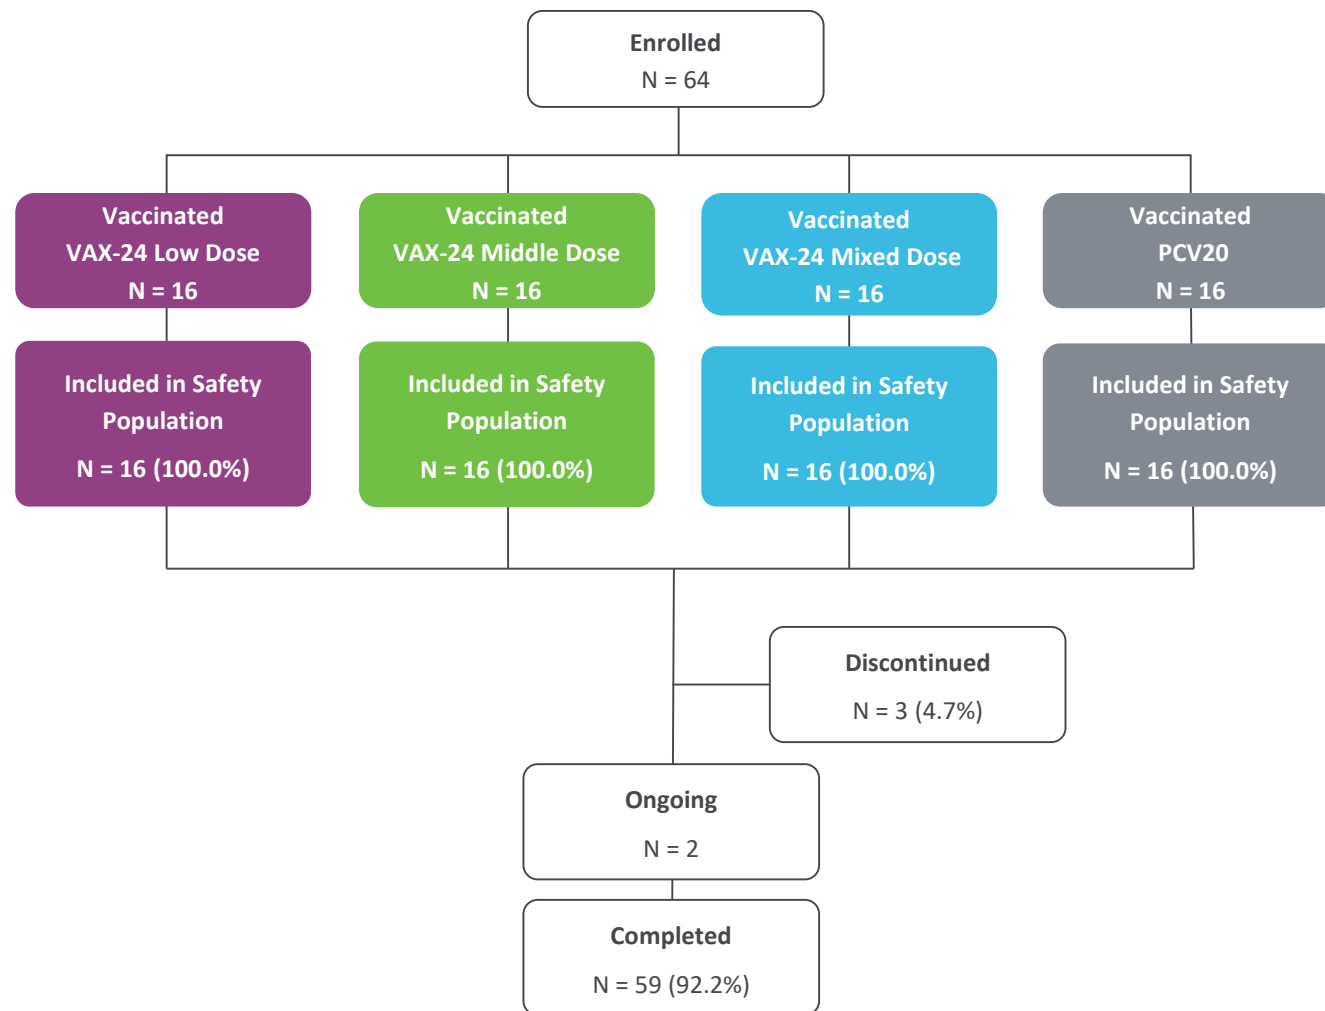 Enrolled
N = 64
Vaccinated
VAX-24 Low Dose
N = 16
Vaccinated
VAX-24 Middle Dose
N = 16
Vaccinated
VAX-24 Mixed Dose
N = 16
Vaccinated
PCV20
N = 16
Included in Safety
Population
N = 16 (100.0%)
Included in Safety
Population
N = 16 (100.0%)
Included in Safety
Population
N = 16 (100.0%)
Included in Safety
Population
N = 16 (100.0%)
Discontinued
N = 3 (4.7%)
Ongoing
N = 2
Completed
N = 59 (92.2%)